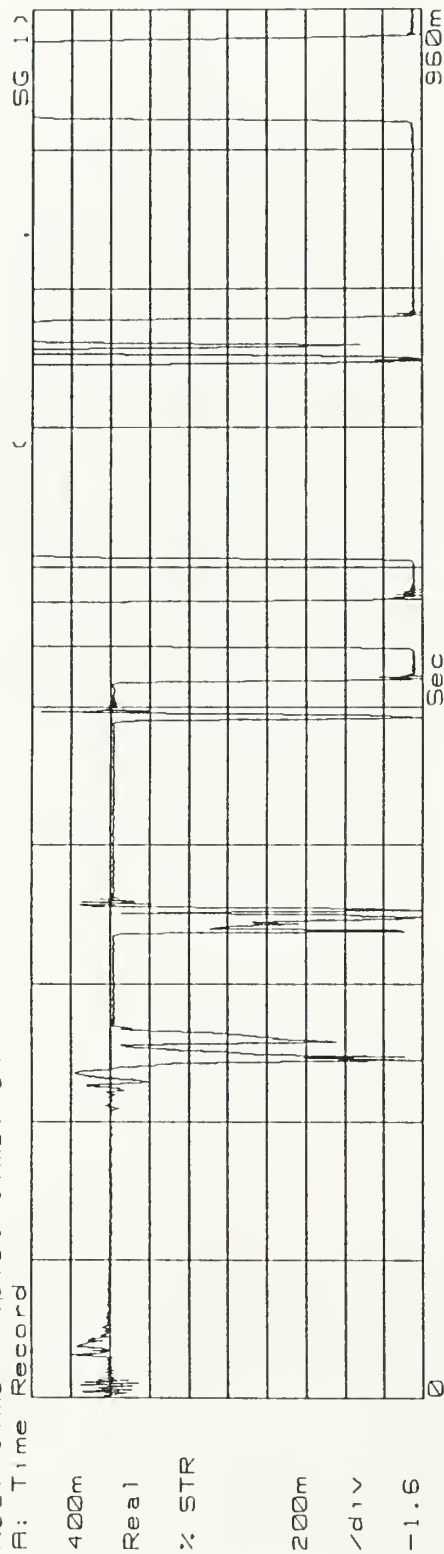 A: Time Record
( SG 1)
400m
Real
% STR
200m
/div
-1.6
0
Sec
960m